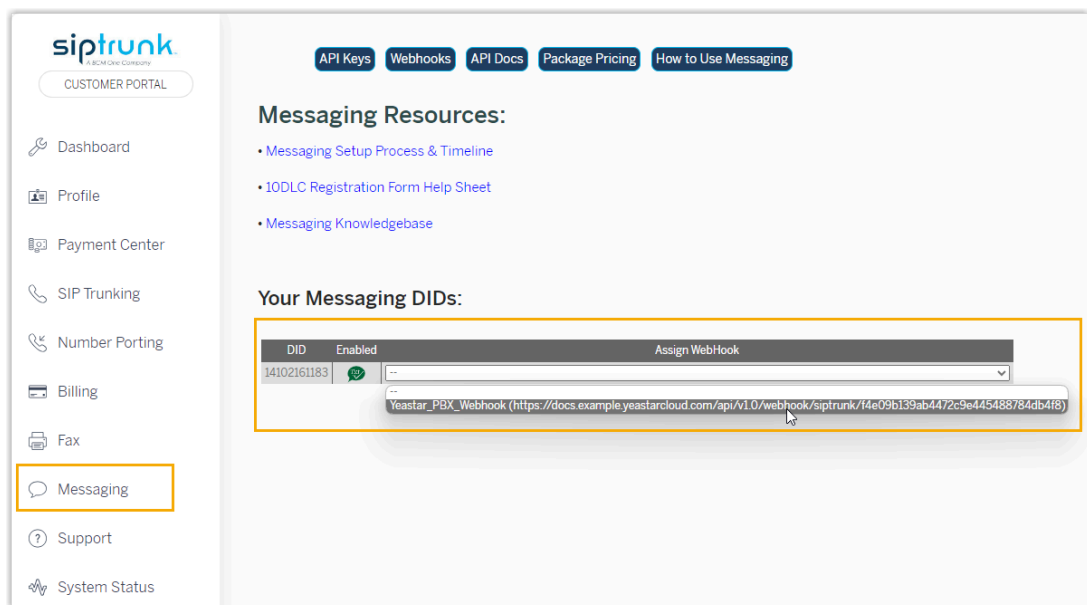 siptrunk.
A BCM One Company
CUSTOMER PORTAL
Dashboard
Profile
Payment Center
SIP Trunking
Number Porting
Billing
Fax
Messaging
Support
System Status
API Keys Webhooks API Docs Package Pricing How to Use Messaging
Messaging Resources:
• Messaging Setup Process & Timeline
• 10DLC Registration Form Help Sheet
• Messaging Knowledgebase
Your Messaging DIDs:
DID Enabled Assign WebHook
14102161183 --
--
Yeastar_PBX_Webhook (https://docs.example.yeastarcloud.com/api/v1.0/webhook/siptrunk/f4e09b139ab4472c9e445488784db4f8)